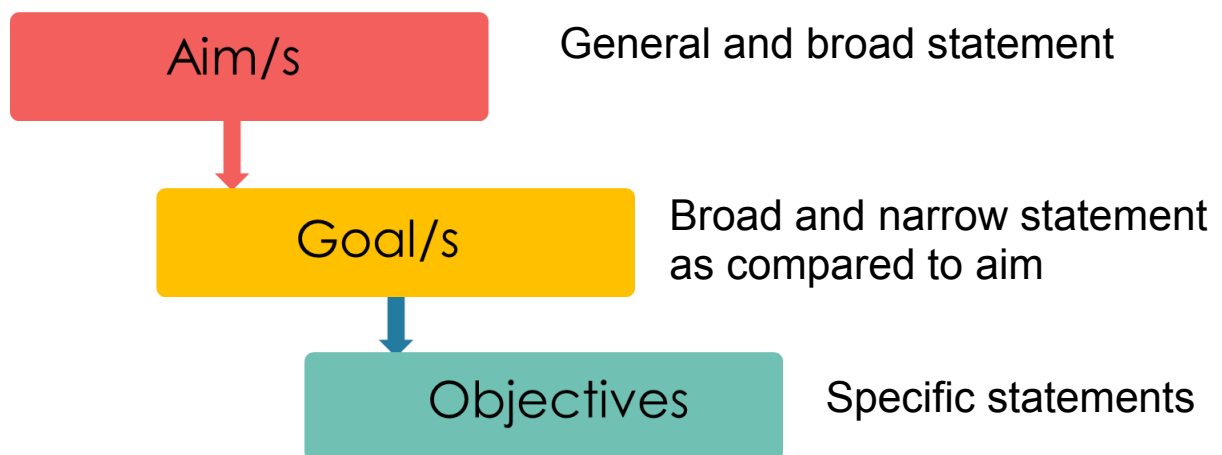 Aim/s
General and broad statement
Goal/s
Broad and narrow statement
as compared to aim
Objectives
Specific statements